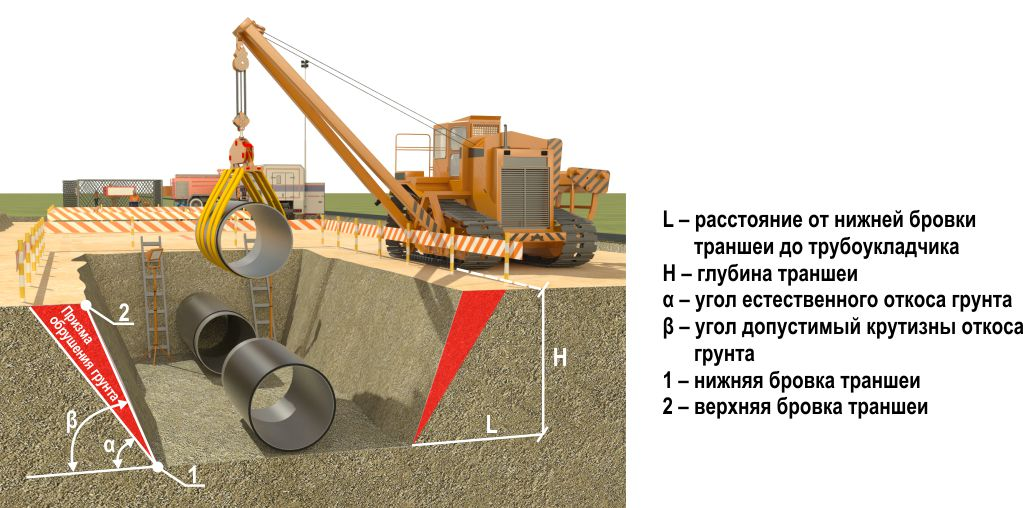 Призма
обрушения грунта
2
β
α
1
H
L
L – расстояние от нижней бровки
траншеи до трубоукладчика
H – глубина траншеи
α – угол естественного откоса грунта
β – угол допустимый крутизны откоса
грунта
1 – нижняя бровка траншеи
2 – верхняя бровка траншеи